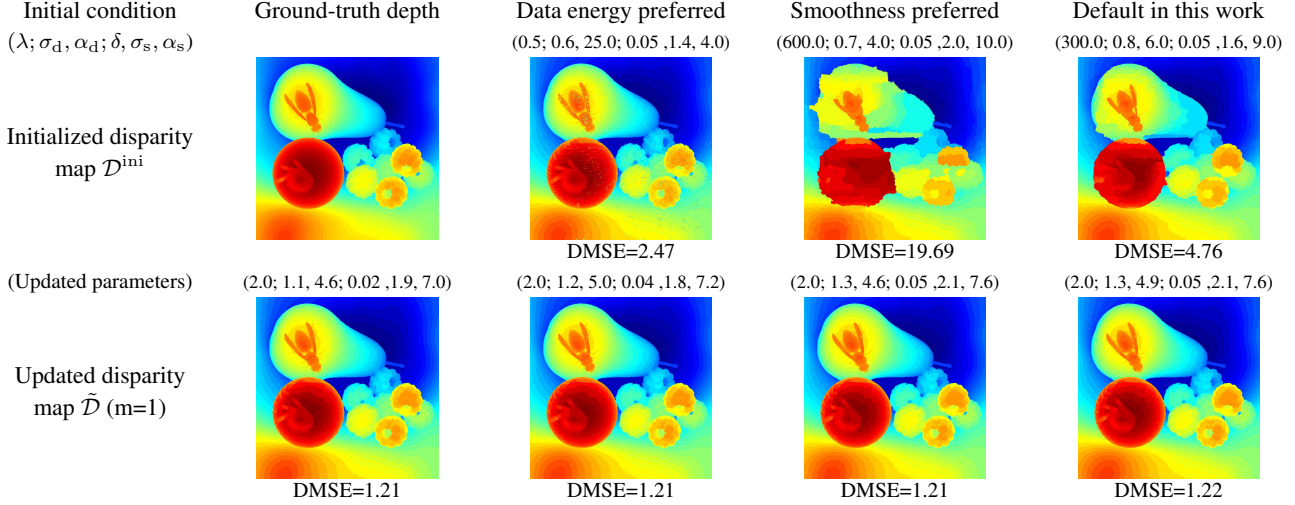 Initial condition Ground-truth depth Data energy preferred Smoothness preferred Default in this work
(λ; σd, αd; δ, σs, αs) (0.5; 0.6, 25.0; 0.05 ,1.4, 4.0) (600.0; 0.7, 4.0; 0.05 ,2.0, 10.0) (300.0; 0.8, 6.0; 0.05 ,1.6, 9.0)
Initialized disparity
map 𝒟^ini
DMSE=2.47 DMSE=19.69 DMSE=4.76
(Updated parameters) (2.0; 1.1, 4.6; 0.02 ,1.9, 7.0) (2.0; 1.2, 5.0; 0.04 ,1.8, 7.2) (2.0; 1.3, 4.6; 0.05 ,2.1, 7.6) (2.0; 1.3, 4.9; 0.05 ,2.1, 7.6)
Updated disparity
map 𝒟̃ (m=1)
DMSE=1.21 DMSE=1.21 DMSE=1.21 DMSE=1.22